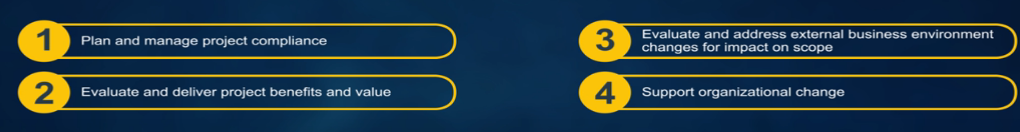 1 Plan and manage project compliance
2 Evaluate and deliver project benefits and value
3 Evaluate and address external business environment
changes for impact on scope
4 Support organizational change